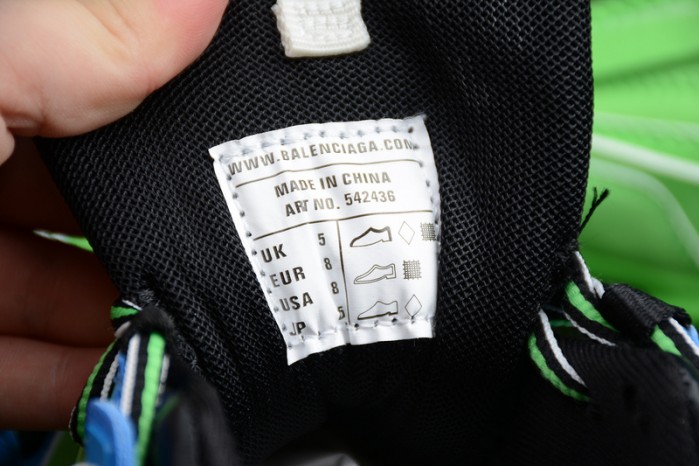 WWW.BALENCIAGA.COM
MADE IN CHINA
ART NO. 542436
UK 5
EUR 8
USA 8
JP 5